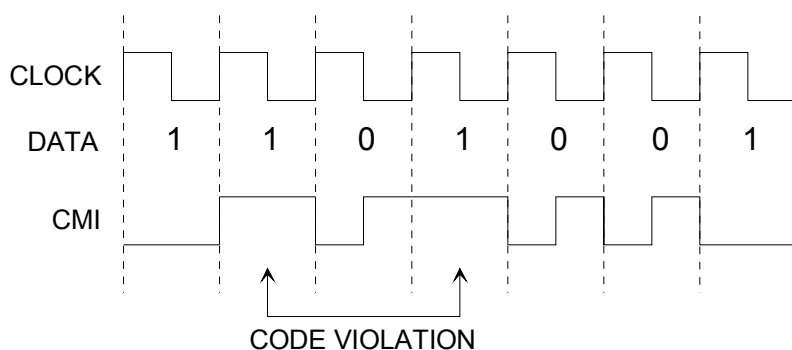 CLOCK
DATA 1 1 0 1 0 0 1
CMI
CODE VIOLATION